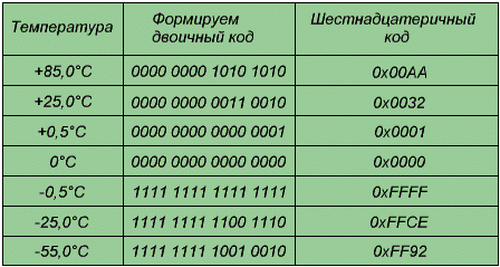 Температура Формируем двоичный код Шестнадцатеричный код
+85,0°C 0000 0000 1010 1010 0x00AA
+25,0°C 0000 0000 0011 0010 0x0032
+0,5°C 0000 0000 0000 0001 0x0001
0°C 0000 0000 0000 0000 0x0000
-0,5°C 1111 1111 1111 1111 0xFFFF
-25,0°C 1111 1111 1100 1110 0xFFCE
-55,0°C 1111 1111 1001 0010 0xFF92